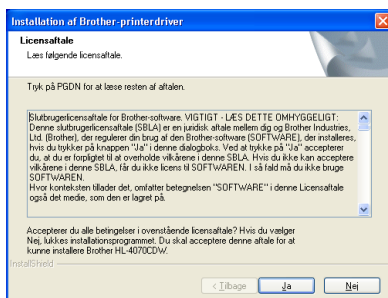 Installation af Brother-printerdriver
Licensaftale
Læs følgende licensaftale.
Tryk på PGDN for at læse resten af aftalen.
Slutbrugerlicensaftale for Brother-software. VIGTIGT - LÆS DETTE OMHYGGELIGT:
Denne slutbrugerlicensaftale (SBLA) er en juridisk aftale mellem dig og Brother Industries,
Ltd. (Brother), der regulerer din brug af den Brother-software (SOFTWARE), der installeres,
hvis du trykker på knappen "Ja" i denne dialogboks. Ved at trykke på "Ja" accepterer
du, at du er forpligtet til at overholde vilkårene i denne SBLA. Hvis du ikke kan acceptere
vilkårene i denne SBLA, får du ikke licens til SOFTWAREN. I så fald må du ikke bruge
SOFTWAREN.
Hvor konteksten tillader det, omfatter betegnelsen "SOFTWARE" i denne Licensaftale
også det medie, som den er lagret på.
Accepterer du alle betingelser i ovenstående licensaftale? Hvis du vælger
Nej, lukkes installationsprogrammet. Du skal acceptere denne aftale for at
kunne installere Brother HL-4070CDW.
InstallShield
< Tilbage Ja Nej